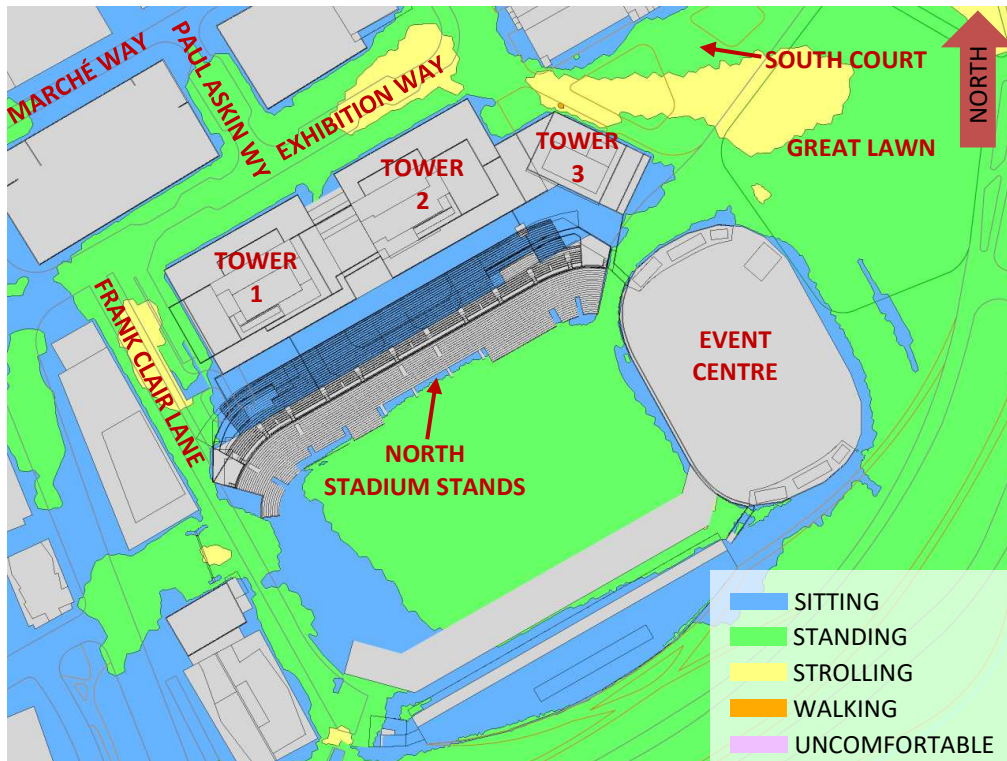 MARCHÉ WAY
PAUL ASKIN WY
EXHIBITION WAY
SOUTH COURT
NORTH
GREAT LAWN
TOWER
3
TOWER
2
TOWER
1
FRANK CLAIR LANE
EVENT
CENTRE
NORTH
STADIUM STANDS
SITTING
STANDING
STROLLING
WALKING
UNCOMFORTABLE